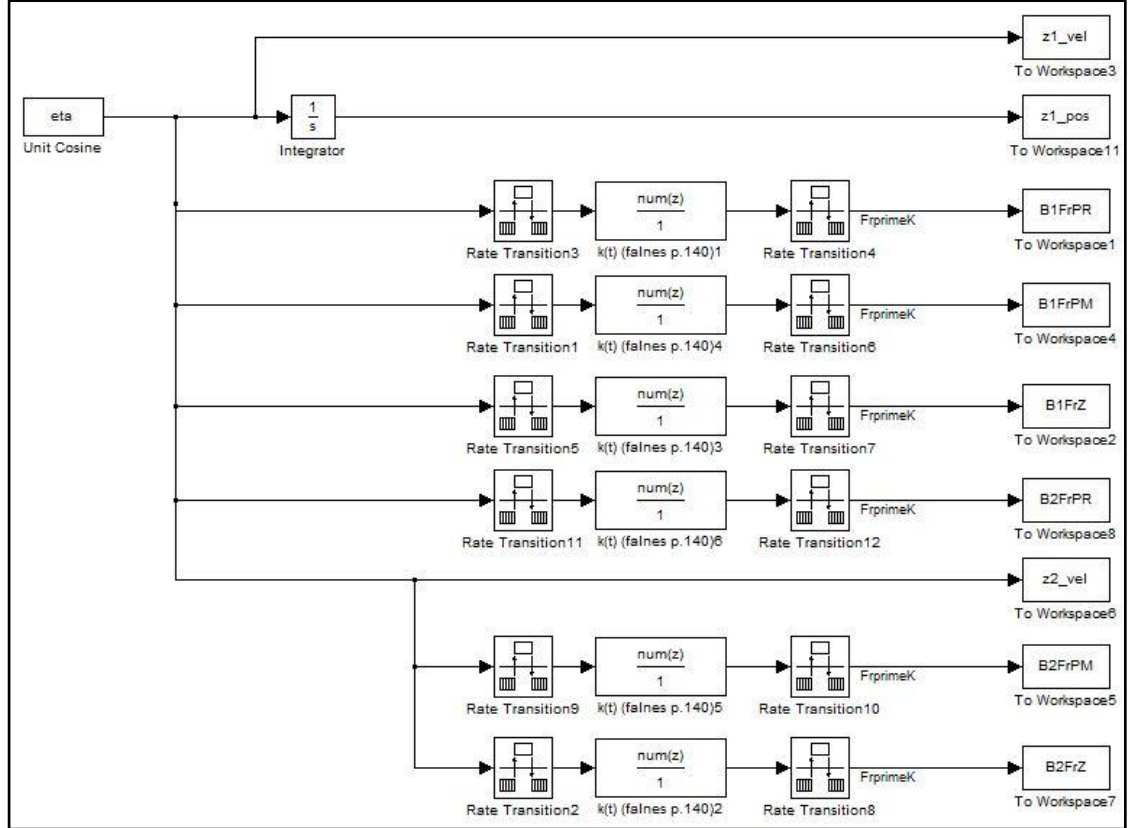 z1_vel
To Workspace3
eta
Unit Cosine
1
s
Integrator
z1_pos
To Workspace11
Rate Transition3
num(z)
1
k(t) (falnes p.140)1
Rate Transition4
FrprimeK
B1FrPR
To Workspace1
Rate Transition1
num(z)
1
k(t) (falnes p.140)4
Rate Transition6
FrprimeK
B1FrPM
To Workspace4
Rate Transition5
num(z)
1
k(t) (falnes p.140)3
Rate Transition7
FrprimeK
B1FrZ
To Workspace2
Rate Transition11
num(z)
1
k(t) (falnes p.140)6
Rate Transition12
FrprimeK
B2FrPR
To Workspace8
z2_vel
To Workspace6
Rate Transition9
num(z)
1
k(t) (falnes p.140)5
Rate Transition10
FrprimeK
B2FrPM
To Workspace5
Rate Transition2
num(z)
1
k(t) (falnes p.140)2
Rate Transition8
FrprimeK
B2FrZ
To Workspace7